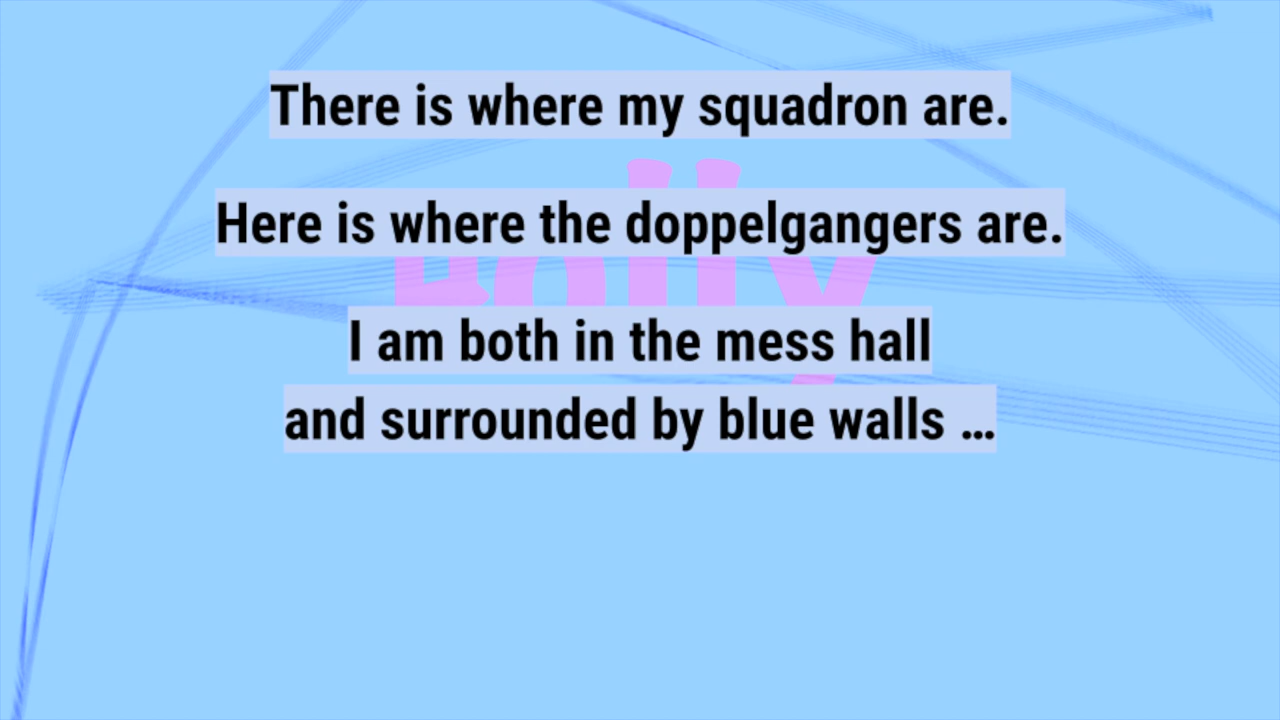 There is where my squadron are.
Here is where the doppelgangers are.
I am both in the mess hall
and surrounded by blue walls …